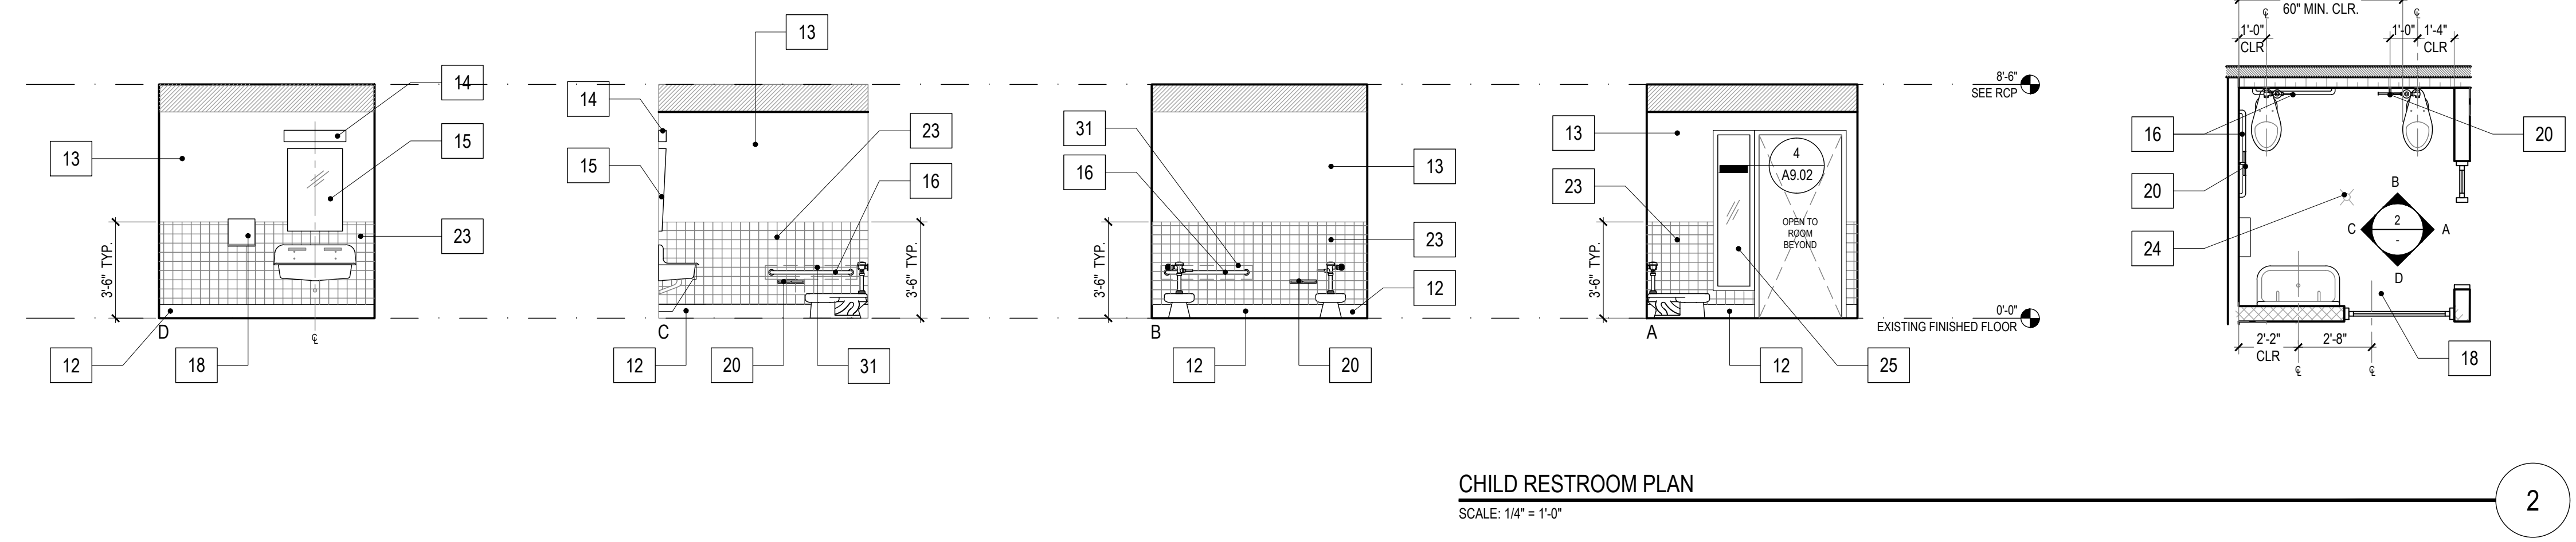 13
14
15
23
3'-6" TYP.
D
℄
12
18
13
14
15
23
16
3'-6" TYP.
C
12
20
31
31
16
13
23
12
3'-6" TYP.
B
12
20
13
23
4
A9.02
OPEN TO
ROOM
BEYOND
3'-6" TYP.
A
12
25
8'-6"
SEE RCP
0'-0"
EXISTING FINISHED FLOOR
60" MIN. CLR.
℄
℄
1'-0"
CLR
1'-0"
1'-4"
CLR
16
20
20
24
B
C
2
-
A
D
2'-2"
CLR
2'-8"
℄
℄
18
CHILD RESTROOM PLAN
SCALE: 1/4" = 1'-0"
2